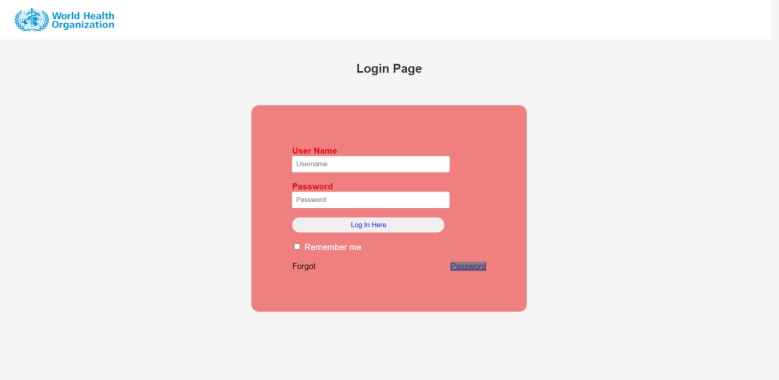 World Health
Organization
Login Page
User Name
Username
Password
Password
Log In Here
Remember me
Forgot Password